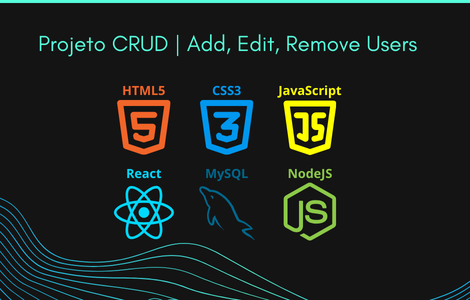 Projeto CRUD | Add, Edit, Remove Users
HTML5 CSS3 JavaScript
5 3 JS
React MySQL NodeJS
JS